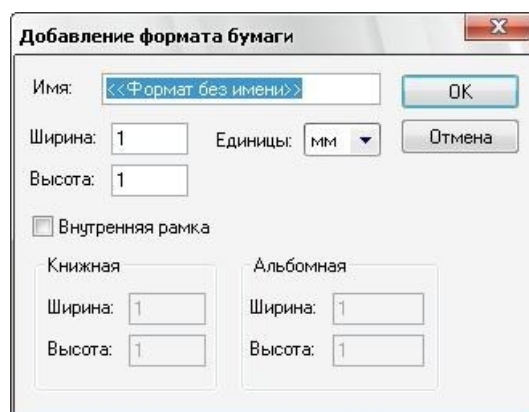 Добавление формата бумаги
Имя: <<Формат без имени>> OK
Ширина: 1 Единицы: мм Отмена
Высота: 1
Внутренняя рамка
Книжная Альбомная
Ширина: 1 Ширина: 1
Высота: 1 Высота: 1